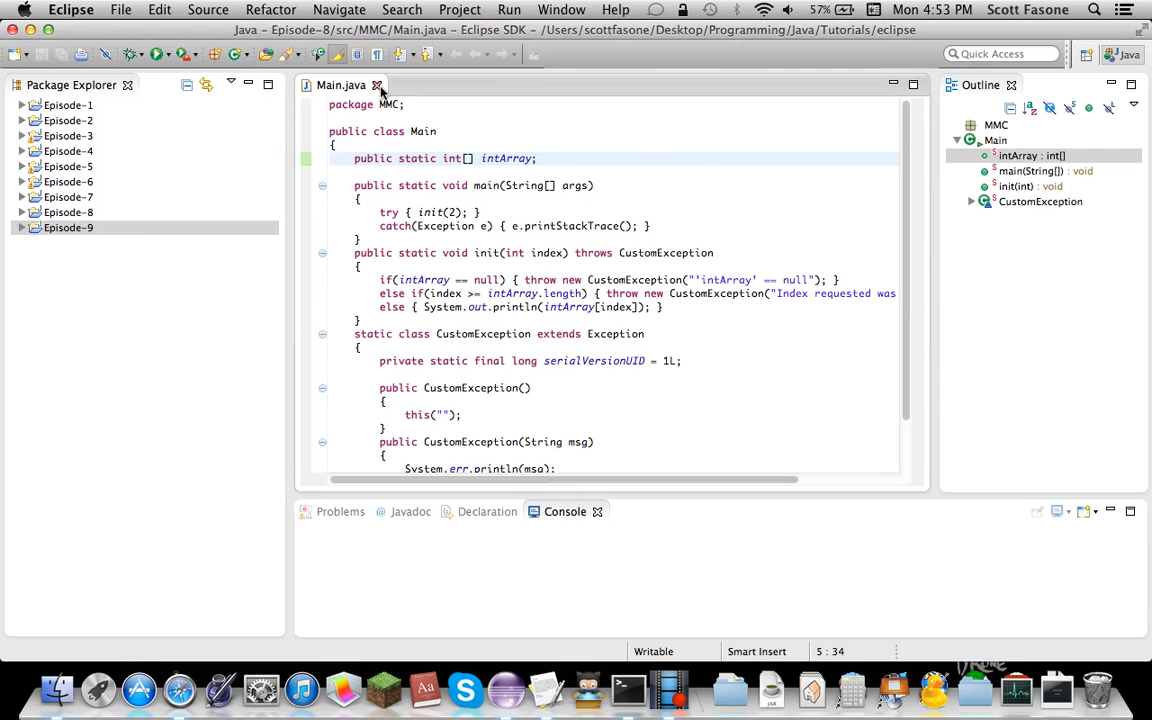 Eclipse File Edit Source Refactor Navigate Search Project Run Window Help 57% Mon 4:53 PM Scott Fasone
Java – Episode-8/src/MMC/Main.java – Eclipse SDK – /Users/scottfasone/Desktop/Programming/Java/Tutorials/eclipse
Quick Access Java
Package Explorer
Episode-1
Episode-2
Episode-3
Episode-4
Episode-5
Episode-6
Episode-7
Episode-8
Episode-9
Main.java
package MMC;
public class Main
{
public static int[] intArray;
public static void main(String[] args)
{
try { init(2); }
catch(Exception e) { e.printStackTrace(); }
}
public static void init(int index) throws CustomException
{
if(intArray == null) { throw new CustomException("'intArray' == null"); }
else if(index >= intArray.length) { throw new CustomException("Index requested was
else { System.out.println(intArray[index]); }
}
static class CustomException extends Exception
{
private static final long serialVersionUID = 1L;
public CustomException()
{
this("");
}
public CustomException(String msg)
{
System.err.println(msg);
Outline
MMC
Main
intArray : int[]
main(String[]) : void
init(int) : void
CustomException
Problems @ Javadoc Declaration Console
Writable Smart Insert 5 : 34